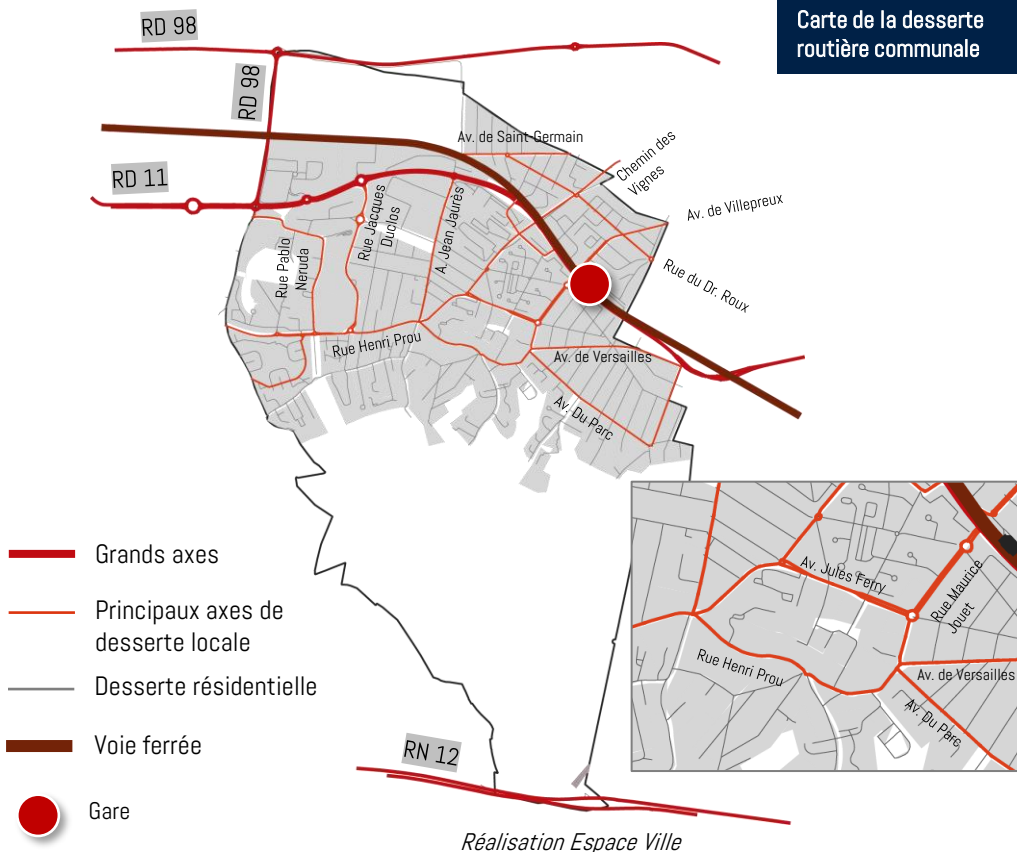 Carte de la desserte
routière communale
RD 98
RD 98
Av. de Saint-Germain
Chemin des
Vignes
RD 11
Av. de Villepreux
Rue Jacques
Duclos
A. Jean Jaurès
Rue Pablo
Neruda
Rue du Dr. Roux
Rue Henri Prou
Av. de Versailles
Av. Du Parc
Grands axes
Principaux axes de
desserte locale
Desserte résidentielle
Voie ferrée
Gare
Av. Jules Ferry
Rue Maurice
Jouet
Rue Henri Prou
Av. de Versailles
Av. Du Parc
RN 12
Réalisation Espace Ville